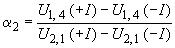 α₂ = (U₁,₄ (+I) − U₁,₄ (−I)) / (U₂,₁ (+I) − U₂,₁ (−I))